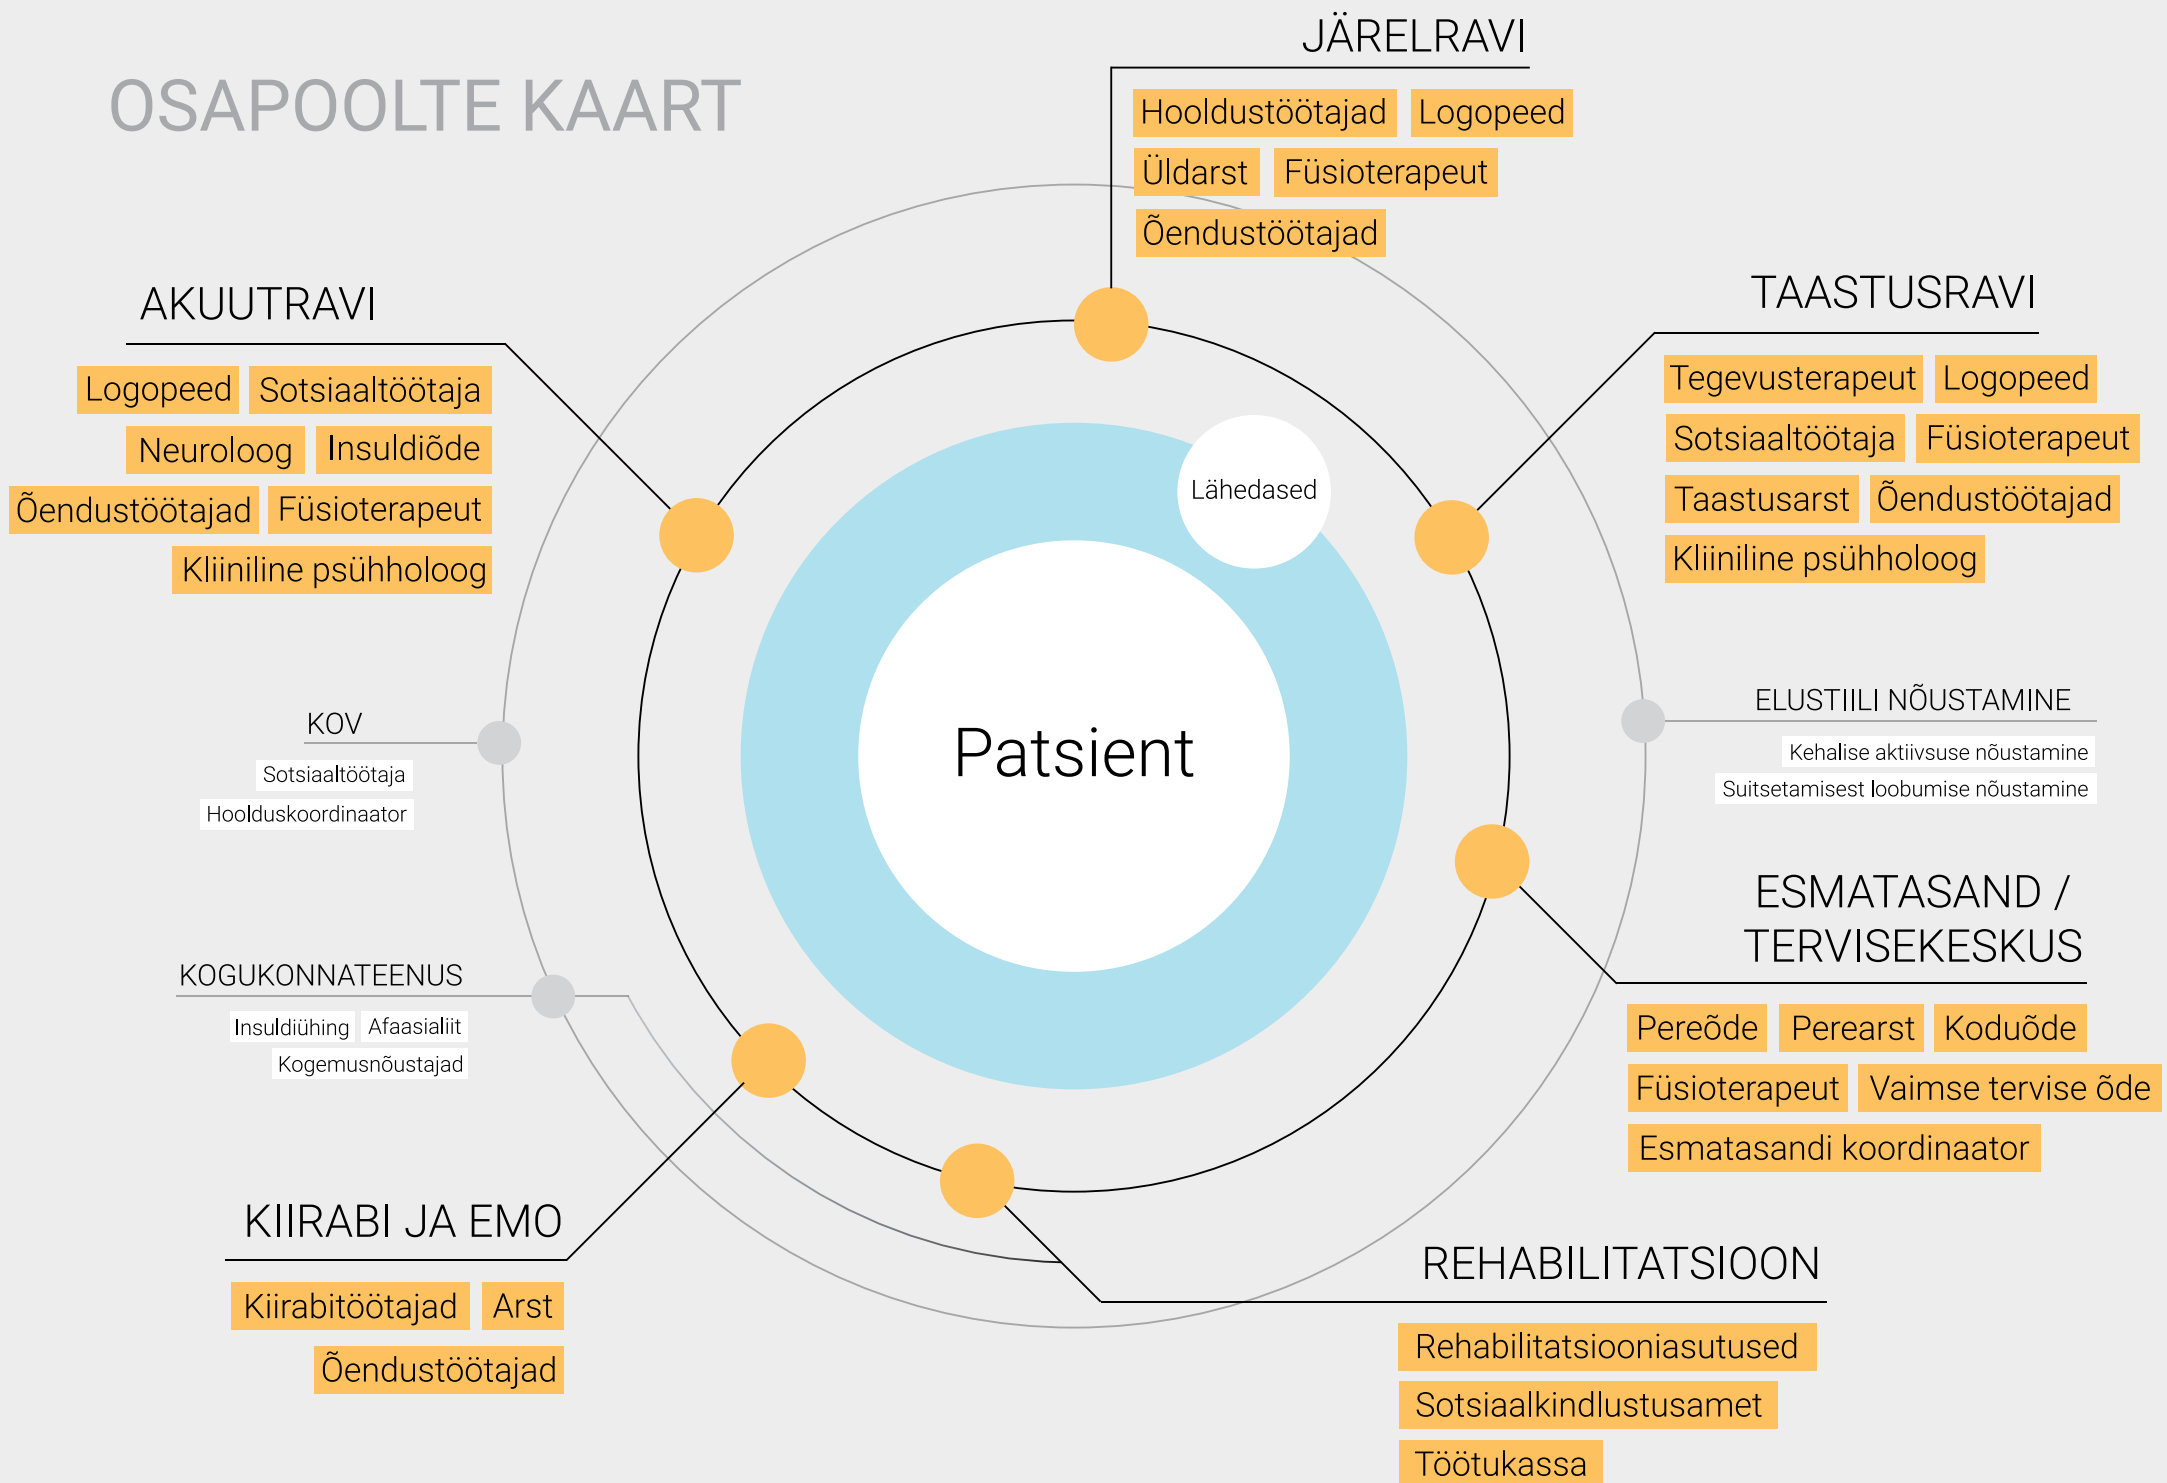 OSAPOOLTE KAART
JÄRELRAVI
Hooldustöötajad Logopeed
Üldarst Füsioterapeut
Õendustöötajad
AKUUTRAVI
Logopeed Sotsiaaltöötaja
Neuroloog Insuldiõde
Õendustöötajad Füsioterapeut
Kliiniline psühholoog
TAASTUSRAVI
Tegevusterapeut Logopeed
Sotsiaaltöötaja Füsioterapeut
Taastusarst Õendustöötajad
Kliiniline psühholoog
Lähedased
Patsient
KOV
Sotsiaaltöötaja
Hoolduskoordinaator
ELUSTIILI NÕUSTAMINE
Kehalise aktiivsuse nõustamine
Suitsetamisest loobumise nõustamine
ESMATASAND /
TERVISEKESKUS
Pereõde Perearst Koduõde
Füsioterapeut Vaimse tervise õde
Esmatasandi koordinaator
KOGUKONNATEENUS
Insuldiühing Afaasialiit
Kogemusnõustajad
KIIRABI JA EMO
Kiirabitöötajad Arst
Õendustöötajad
REHABILITATSIOON
Rehabilitatsiooniasutused
Sotsiaalkindlustusamet
Töötukassa